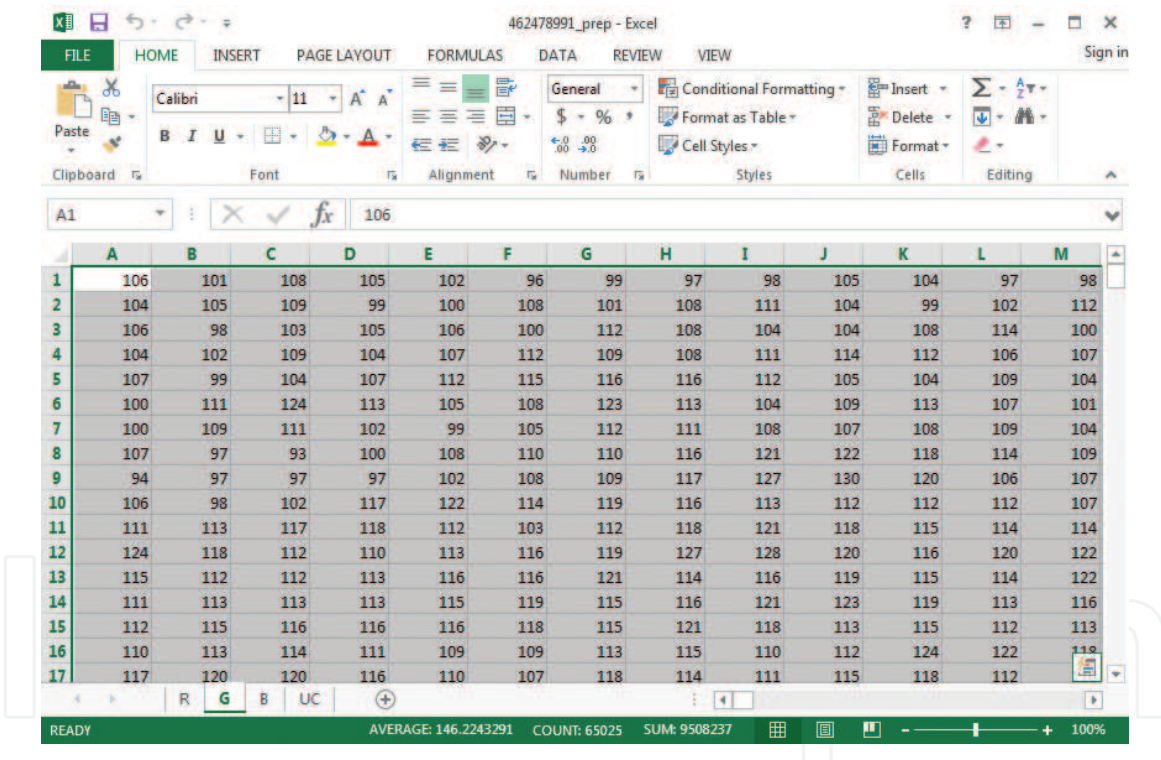 462478991_prep - Excel
FILE HOME INSERT PAGE LAYOUT FORMULAS DATA REVIEW VIEW Sign in
Paste
Calibri 11 A A
B I U A
General
$ % ,
Conditional Formatting
Format as Table
Cell Styles
Insert
Delete
Format
Clipboard Font Alignment Number Styles Cells Editing
A1 fx 106
A B C D E F G H I J K L M
1 106 101 108 105 102 96 99 97 98 105 104 97 98
2 104 105 109 99 100 108 101 108 111 104 99 102 112
3 106 98 103 105 106 100 112 108 104 104 108 114 100
4 104 102 109 104 107 112 109 108 111 114 112 106 107
5 107 99 104 107 112 115 116 116 112 105 104 109 104
6 100 111 124 113 105 108 123 113 104 109 113 107 101
7 100 109 111 102 99 105 112 111 108 107 108 109 104
8 107 97 93 100 108 110 110 116 121 122 118 114 109
9 94 97 97 97 102 108 109 117 127 130 120 106 107
10 106 98 102 117 122 114 119 116 113 112 112 112 107
11 111 113 117 118 112 103 112 118 121 118 115 114 114
12 124 118 112 110 113 116 119 127 128 120 116 120 122
13 115 112 112 113 116 116 121 114 116 119 115 114 122
14 111 113 113 113 115 119 115 116 121 123 119 113 116
15 112 115 116 116 116 118 115 121 118 113 115 112 113
16 110 113 114 111 109 109 113 115 110 112 124 122 118
17 117 120 120 116 110 107 118 114 111 115 118 112
R G B UC
READY AVERAGE: 146.2243291 COUNT: 65025 SUM: 9508237 100%